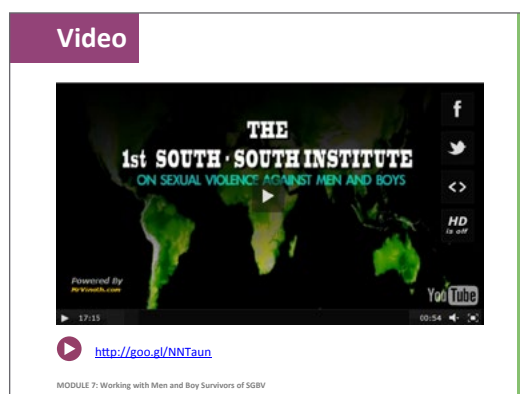 Video
THE
1st SOUTH · SOUTH INSTITUTE
ON SEXUAL VIOLENCE AGAINST MEN AND BOYS
f
<>
HD
is off
Powered By
MrVinoth.com
YouTube
17:15
00:54
http://goo.gl/NNTaun
MODULE 7: Working with Men and Boy Survivors of SGBV